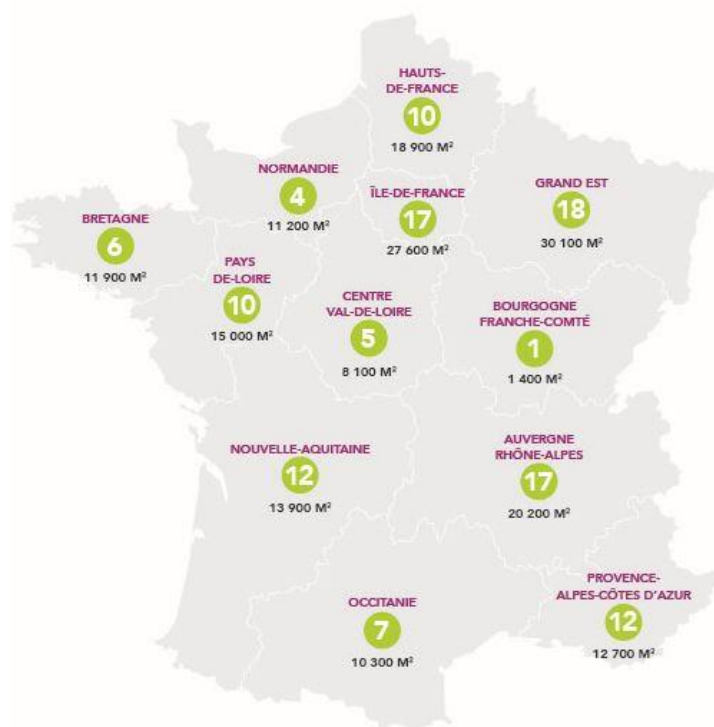 HAUTS-
DE-FRANCE
10
18 900 M²
NORMANDIE
4
11 200 M²
ÎLE-DE-FRANCE
17
27 600 M²
GRAND EST
18
30 100 M²
BRETAGNE
6
11 900 M²
PAYS
DE-LOIRE
10
15 000 M²
CENTRE
VAL-DE-LOIRE
5
8 100 M²
BOURGOGNE
FRANCHE-COMTÉ
1
1 400 M²
NOUVELLE-AQUITAINE
12
13 900 M²
AUVERGNE
RHÔNE-ALPES
17
20 200 M²
OCCITANIE
7
10 300 M²
PROVENCE-
ALPES-CÔTES D'AZUR
12
12 700 M²